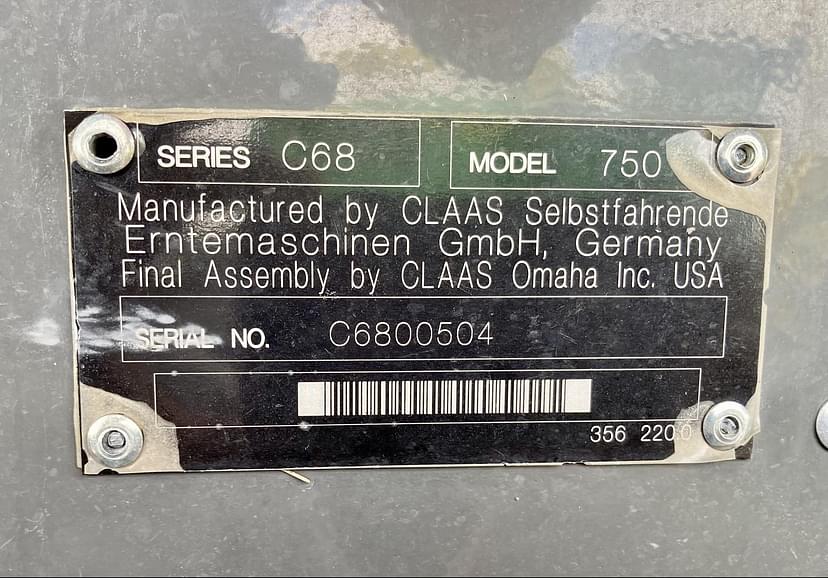 SERIES C68 MODEL 750
Manufactured by CLAAS Selbstfahrende
Erntemaschinen GmbH, Germany
Final Assembly by CLAAS Omaha Inc. USA
SERIAL NO. C6800504
356 220.0